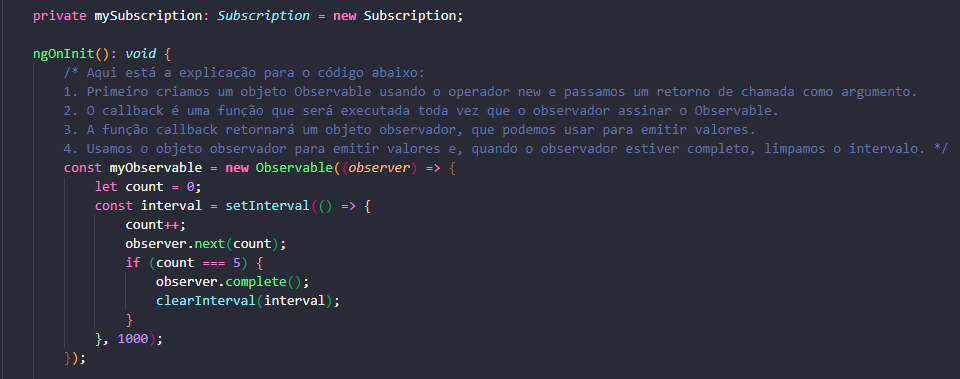 private mySubscription: Subscription = new Subscription;
ngOnInit(): void {
/* Aqui está a explicação para o código abaixo:
1. Primeiro criamos um objeto Observable usando o operador new e passamos um retorno de chamada como argumento.
2. O callback é uma função que será executada toda vez que o observador assinar o Observable.
3. A função callback retornará um objeto observador, que podemos usar para emitir valores.
4. Usamos o objeto observador para emitir valores e, quando o observador estiver completo, limpamos o intervalo. */
const myObservable = new Observable((observer) => {
let count = 0;
const interval = setInterval(() => {
count++;
observer.next(count);
if (count === 5) {
observer.complete();
clearInterval(interval);
}
}, 1000);
});